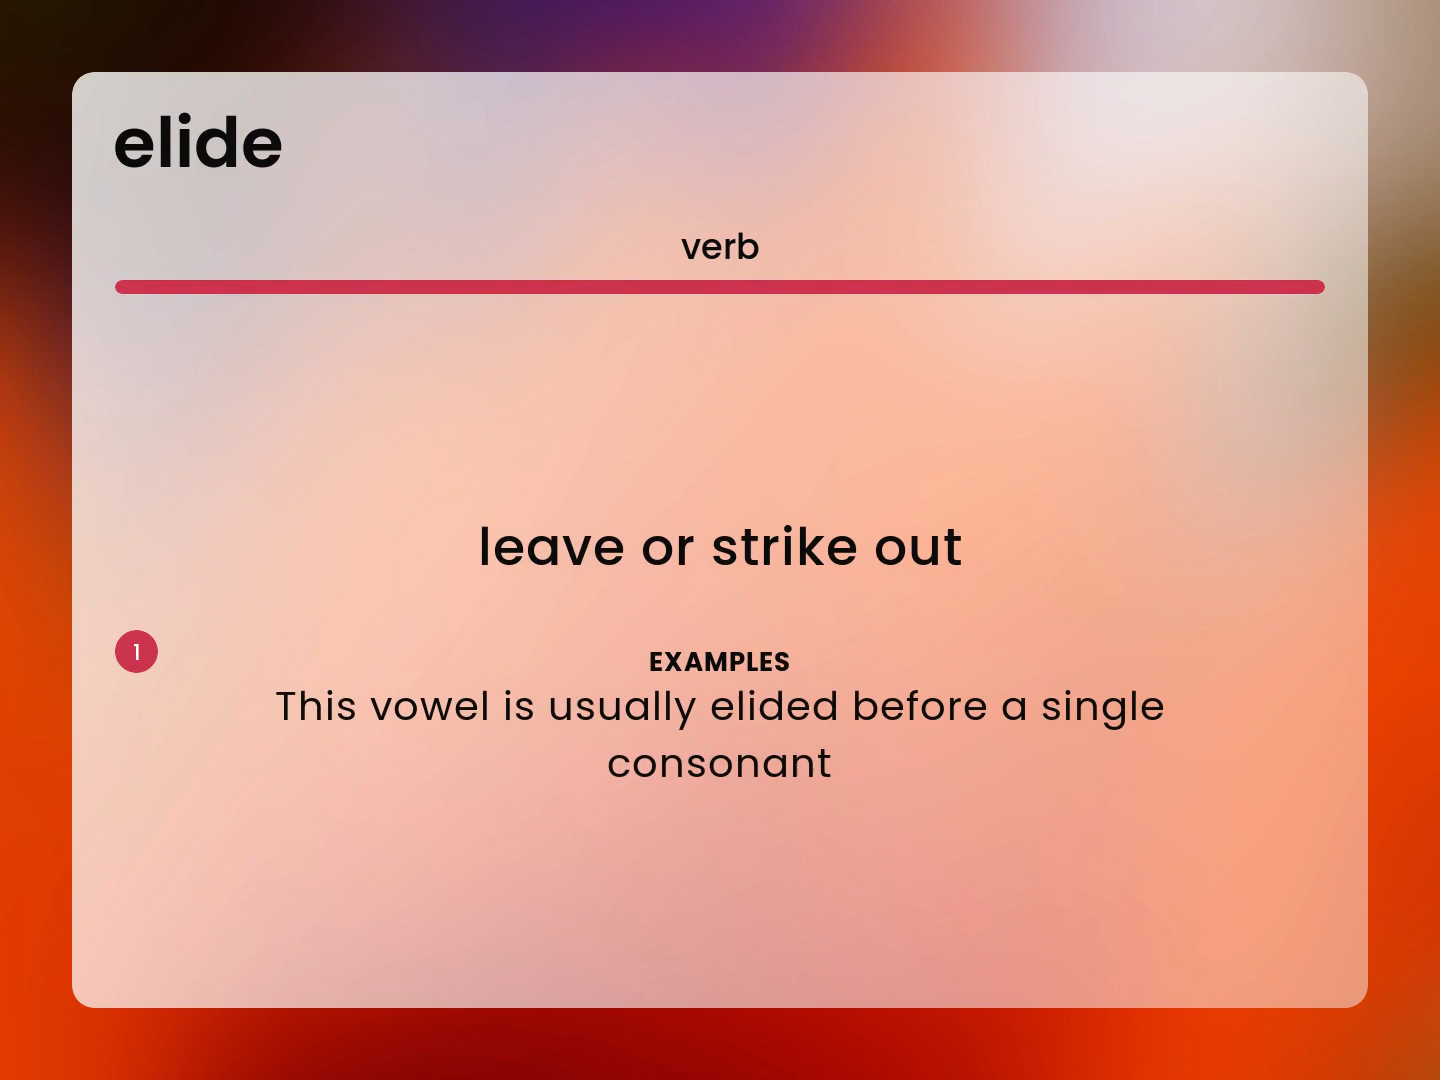 elide
verb
leave or strike out
1
EXAMPLES
This vowel is usually elided before a single
consonant